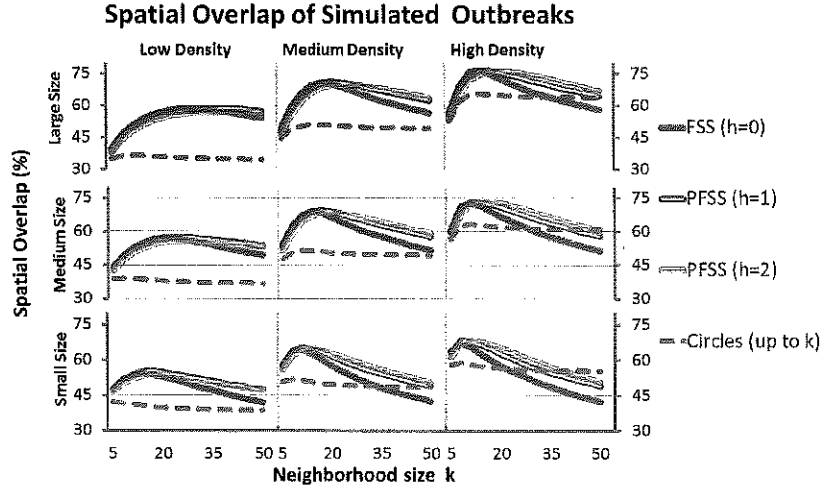 Spatial Overlap of Simulated Outbreaks
Low Density Medium Density High Density
Spatial Overlap (%)
Large Size
75
60
45
30
75
60
45
30
FSS (h=0)
PFSS (h=1)
PFSS (h=2)
Circles (up to k)
Medium Size
75
60
45
30
75
60
45
30
Small Size
75
60
45
30
75
60
45
30
5 20 35 50 5 20 35 50 5 20 35 50
Neighborhood size k